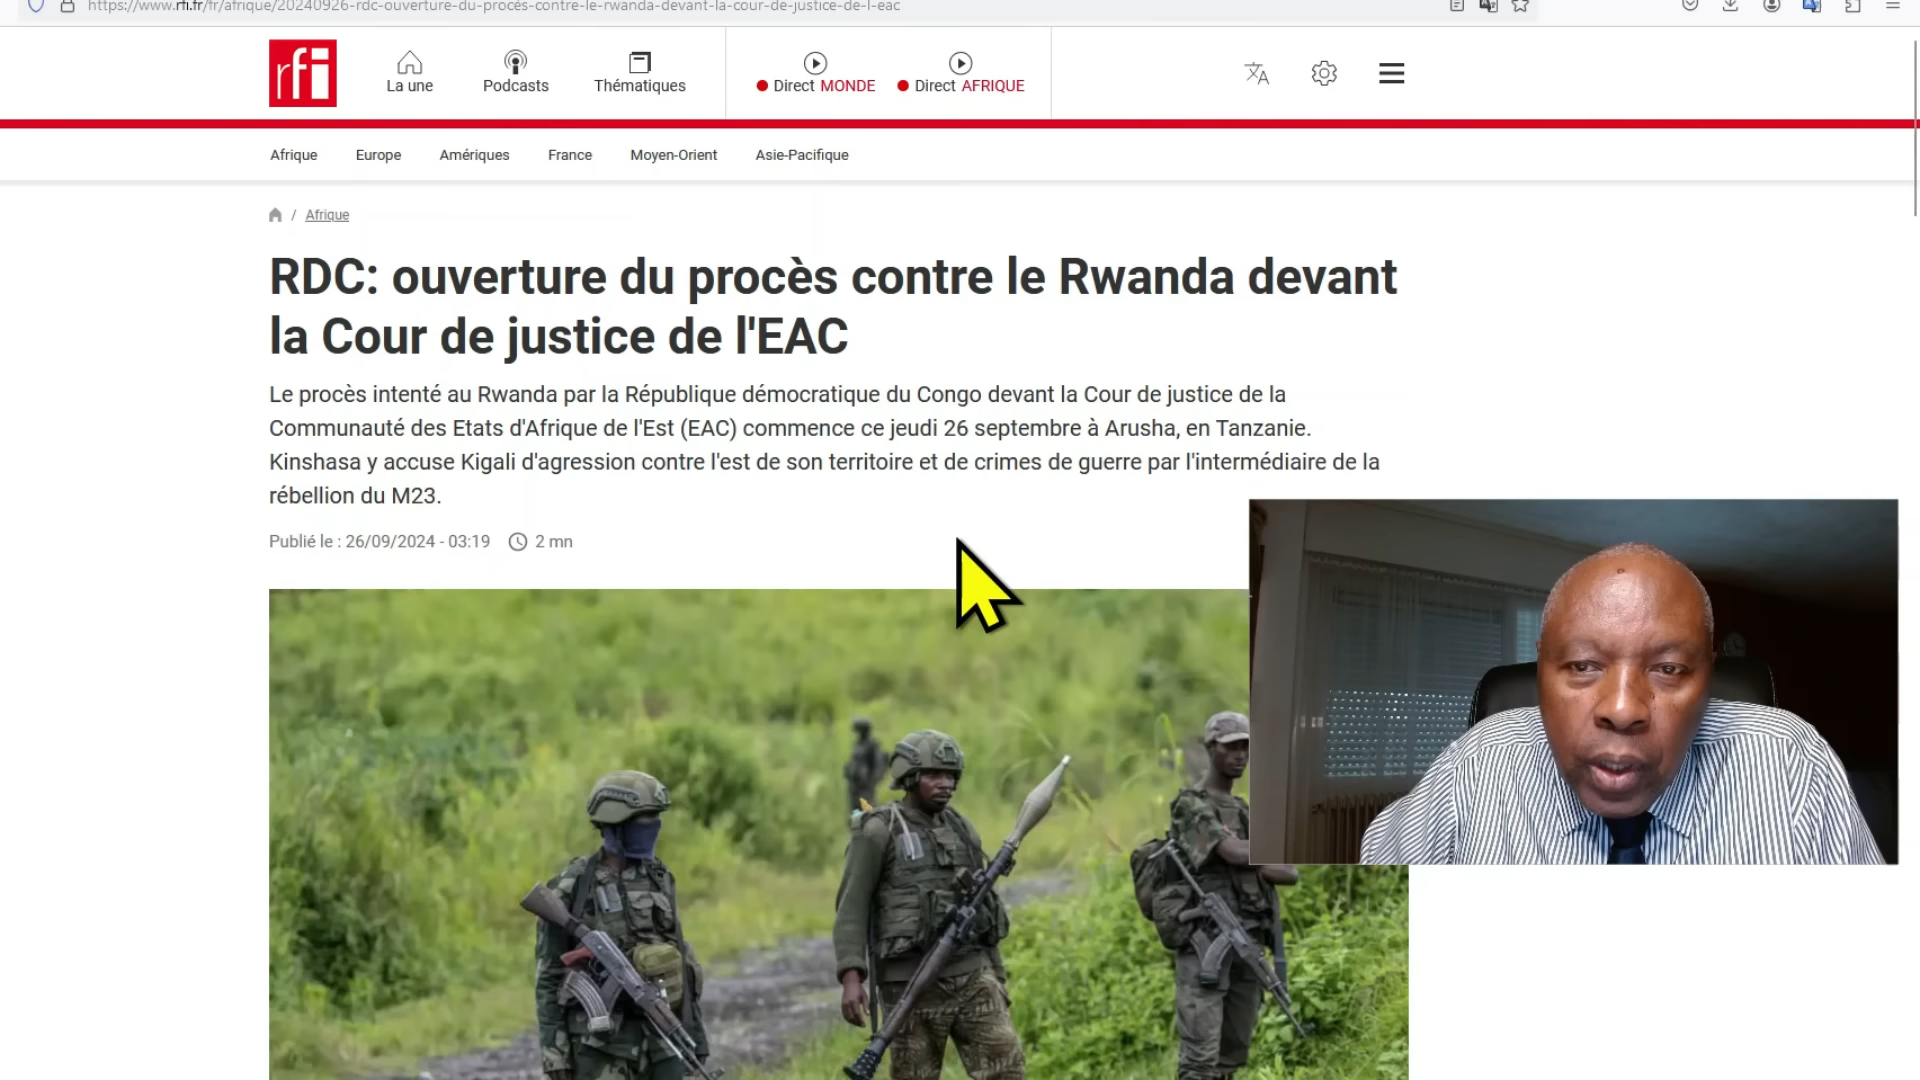 https://www.rfi.fr/fr/afrique/20240926-rdc-ouverture-du-procès-contre-le-rwanda-devant-la-cour-de-justice-de-l-eac
rfi
La une
Podcasts
Thématiques
Direct MONDE
Direct AFRIQUE
Afrique
Europe
Amériques
France
Moyen-Orient
Asie-Pacifique
/ Afrique
RDC: ouverture du procès contre le Rwanda devant
la Cour de justice de l'EAC
Le procès intenté au Rwanda par la République démocratique du Congo devant la Cour de justice de la
Communauté des Etats d'Afrique de l'Est (EAC) commence ce jeudi 26 septembre à Arusha, en Tanzanie.
Kinshasa y accuse Kigali d'agression contre l'est de son territoire et de crimes de guerre par l'intermédiaire de la
rébellion du M23.
Publié le : 26/09/2024 - 03:19
2 mn